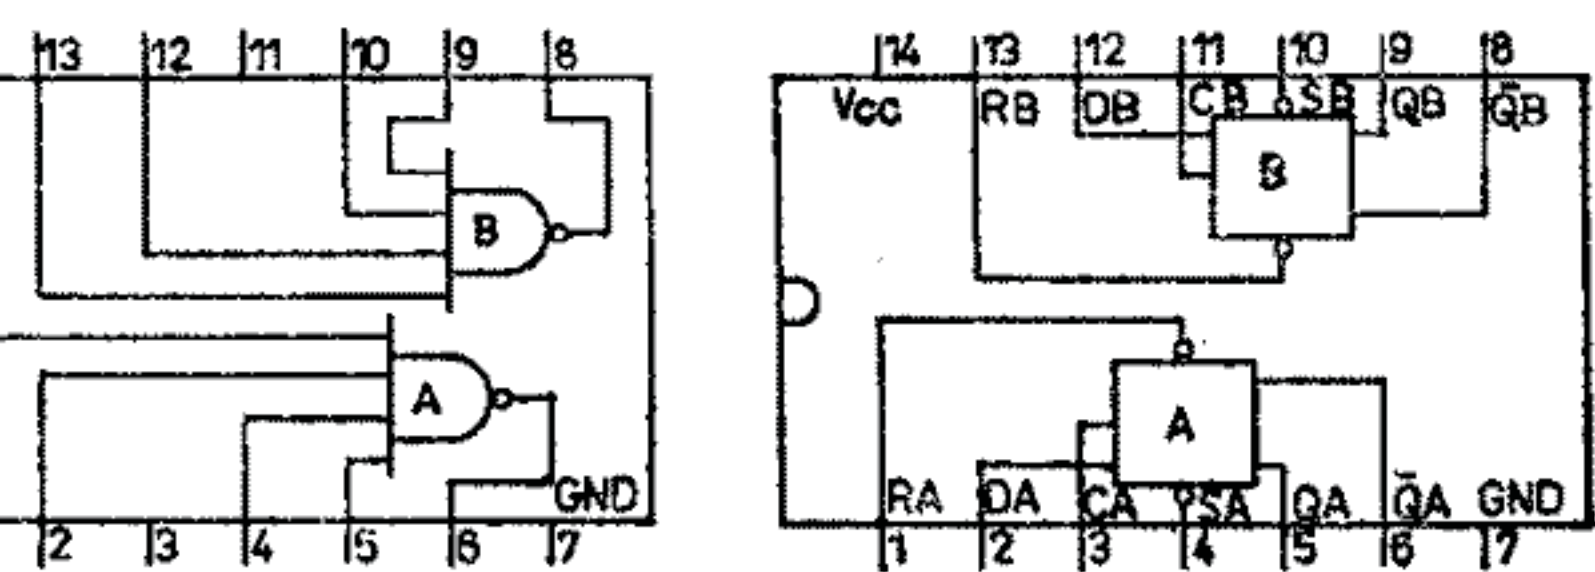 13 12 11 10 9 8
B
A
GND
2 3 4 5 6 7
14 13 12 11 10 9 8
Vcc RB DB CB SB QB Q̄B
B
A
RA DA CA SA QA Q̄A GND
1 2 3 4 5 6 7